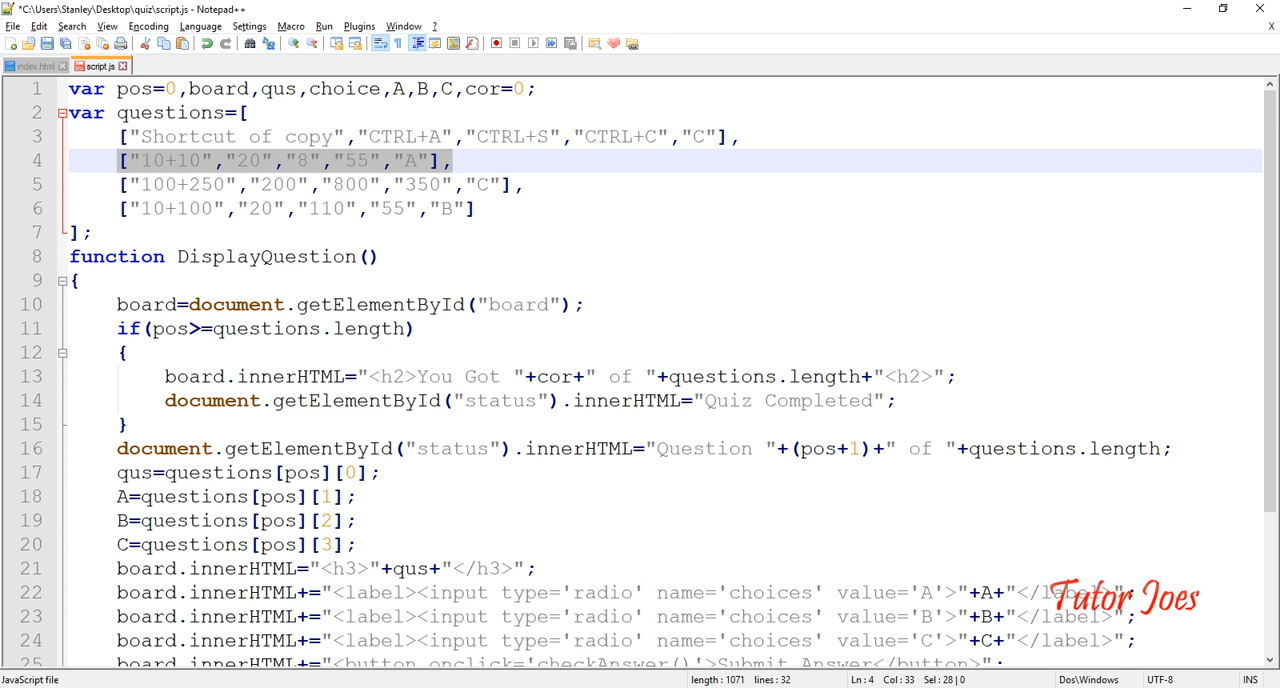 *C:\Users\Stanley\Desktop\quiz\script.js - Notepad++
File Edit Search View Encoding Language Settings Macro Run Plugins Window ? X
index.html script.js
1 var pos=0,board,qus,choice,A,B,C,cor=0;
2 var questions=[
3 ["Shortcut of copy","CTRL+A","CTRL+S","CTRL+C","C"],
4 ["10+10","20","8","55","A"],
5 ["100+250","200","800","350","C"],
6 ["10+100","20","110","55","B"]
7 ];
8 function DisplayQuestion()
9 {
10 board=document.getElementById("board");
11 if(pos>=questions.length)
12 {
13 board.innerHTML="<h2>You Got "+cor+" of "+questions.length+"<h2>";
14 document.getElementById("status").innerHTML="Quiz Completed";
15 }
16 document.getElementById("status").innerHTML="Question "+(pos+1)+" of "+questions.length;
17 qus=questions[pos][0];
18 A=questions[pos][1];
19 B=questions[pos][2];
20 C=questions[pos][3];
21 board.innerHTML="<h3>"+qus+"</h3>";
22 board.innerHTML+="<label><input type='radio' name='choices' value='A'>"+A+"</label>";
23 board.innerHTML+="<label><input type='radio' name='choices' value='B'>"+B+"</label>";
24 board.innerHTML+="<label><input type='radio' name='choices' value='C'>"+C+"</label>";
25 board.innerHTML+="<button onclick='checkAnswer()'>Submit Answer</button>";
Tutor Joes
JavaScript file length : 1071 lines : 32 Ln : 4 Col : 33 Sel : 28 | 0 Dos\Windows UTF-8 INS